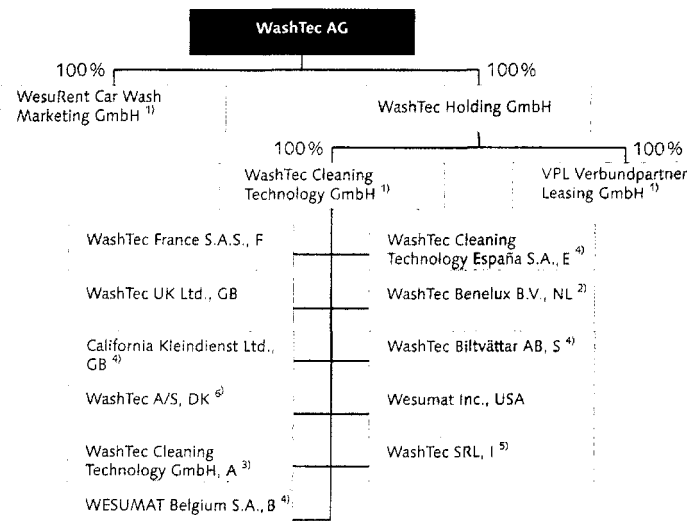 WashTec AG
100% 100%
WesuRent Car Wash
Marketing GmbH 1)
WashTec Holding GmbH
100% 100%
WashTec Cleaning
Technology GmbH 1)
VPL Verbundpartner
Leasing GmbH 1)
WashTec France S.A.S., F
WashTec Cleaning
Technology España S.A., E 4)
WashTec UK Ltd., GB
WashTec Benelux B.V., NL 2)
California Kleindienst Ltd.,
GB 4)
WashTec Biltvättar AB, S 4)
WashTec A/S, DK 6)
Wesumat Inc., USA
WashTec Cleaning
Technology GmbH, A 3)
WashTec SRL, I 5)
WESUMAT Belgium S.A., B 4)